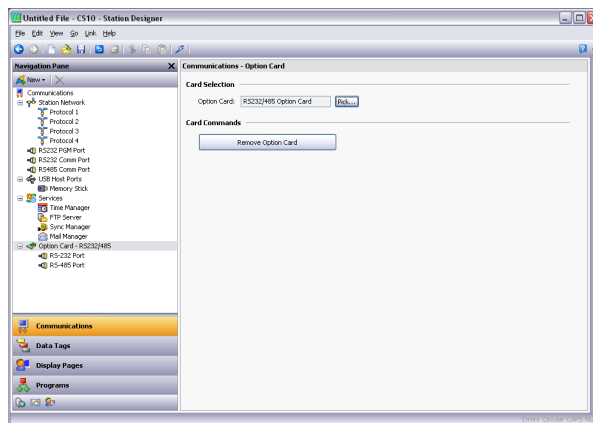 Untitled File - CS10 - Station Designer
File Edit View Go Link Help
Navigation Pane
New
Communications
Station Network
Protocol 1
Protocol 2
Protocol 3
Protocol 4
RS232 PGM Port
RS232 Comm Port
RS485 Comm Port
USB Host Ports
Memory Stick
Services
Time Manager
FTP Server
Sync Manager
Mail Manager
Option Card - RS232/485
RS-232 Port
RS-485 Port
Communications
Data Tags
Display Pages
Programs
Communications - Option Card
Card Selection
Option Card: RS232/485 Option Card Pick...
Card Commands
Remove Option Card
Errors Circular CAPS